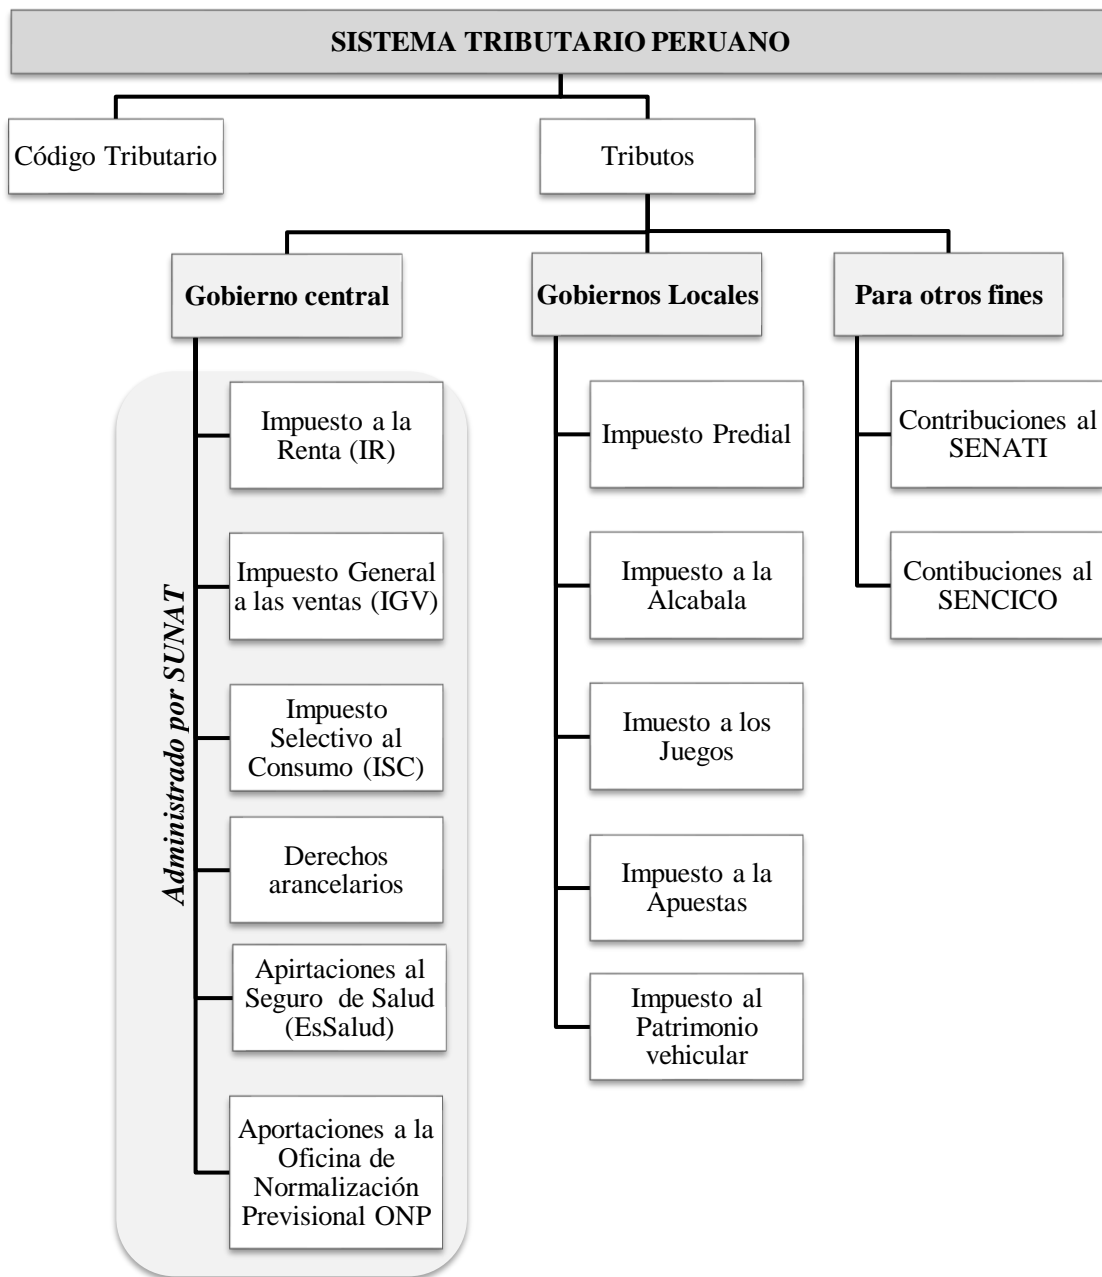 SISTEMA TRIBUTARIO PERUANO
Código Tributario
Tributos
Gobierno central
Gobiernos Locales
Para otros fines
Administrado por SUNAT
Impuesto a la
Renta (IR)
Impuesto General
a las ventas (IGV)
Impuesto
Selectivo al
Consumo (ISC)
Derechos
arancelarios
Apirtaciones al
Seguro de Salud
(EsSalud)
Aportaciones a la
Oficina de
Normalización
Previsional ONP
Impuesto Predial
Impuesto a la
Alcabala
Imuesto a los
Juegos
Impuesto a la
Apuestas
Impuesto al
Patrimonio
vehicular
Contribuciones al
SENATI
Contibuciones al
SENCICO